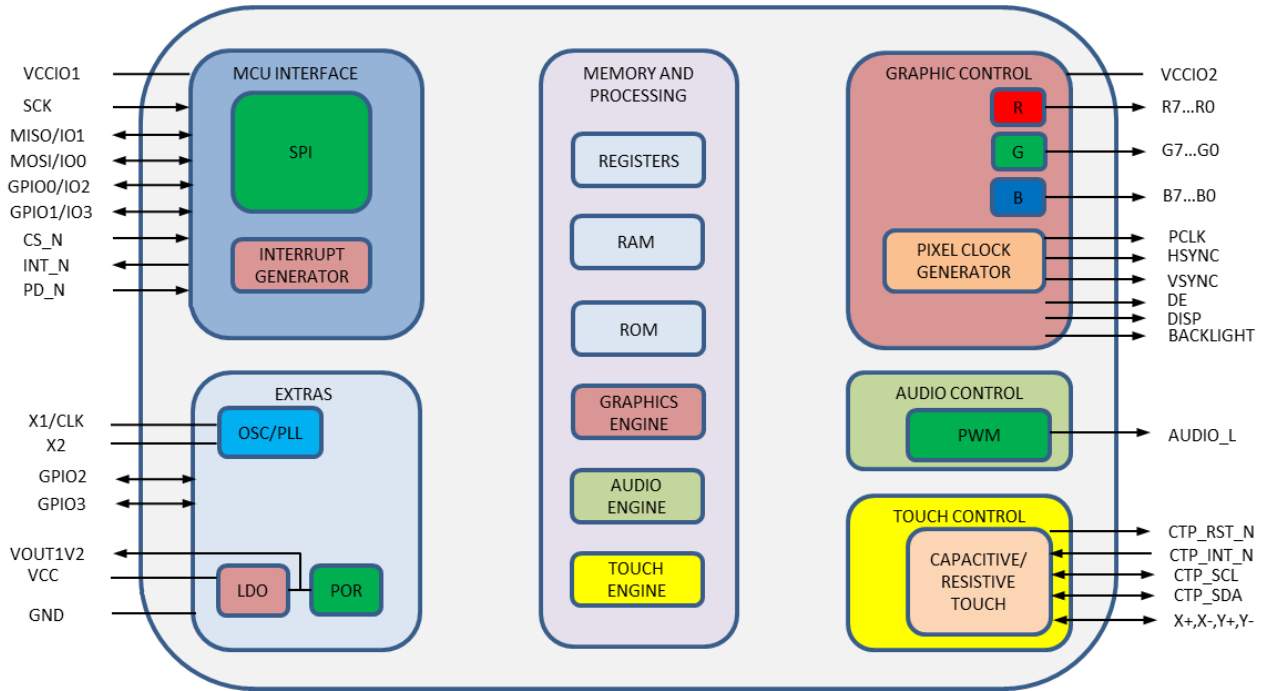 VCCIO1
SCK
MISO/IO1
MOSI/IO0
GPIO0/IO2
GPIO1/IO3
CS_N
INT_N
PD_N
MCU INTERFACE
SPI
INTERRUPT
GENERATOR
X1/CLK
X2
GPIO2
GPIO3
VOUT1V2
VCC
GND
EXTRAS
OSC/PLL
LDO
POR
MEMORY AND
PROCESSING
REGISTERS
RAM
ROM
GRAPHICS
ENGINE
AUDIO
ENGINE
TOUCH
ENGINE
GRAPHIC CONTROL
R
G
B
PIXEL CLOCK
GENERATOR
VCCIO2
R7...R0
G7...G0
B7...B0
PCLK
HSYNC
VSYNC
DE
DISP
BACKLIGHT
AUDIO CONTROL
PWM
AUDIO_L
TOUCH CONTROL
CAPACITIVE/
RESISTIVE
TOUCH
CTP_RST_N
CTP_INT_N
CTP_SCL
CTP_SDA
X+,X-,Y+,Y-